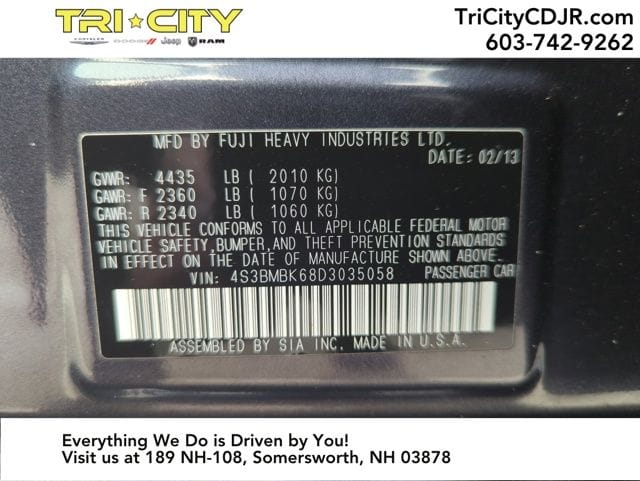 TRI★CITY
CHRYSLER DODGE Jeep RAM
TriCityCDJR.com
603-742-9262
MFD BY FUJI HEAVY INDUSTRIES LTD.
DATE: 02/13
GVWR: 4435 LB ( 2010 KG)
GAWR: F 2360 LB ( 1070 KG)
GAWR: R 2340 LB ( 1060 KG)
THIS VEHICLE CONFORMS TO ALL APPLICABLE FEDERAL MOTOR
VEHICLE SAFETY, BUMPER, AND THEFT PREVENTION STANDARDS
IN EFFECT ON THE DATE OF MANUFACTURE SHOWN ABOVE.
VIN: 4S3BMBK68D3035058 PASSENGER CAR
ASSEMBLED BY SIA INC. MADE IN U.S.A.
Everything We Do is Driven by You!
Visit us at 189 NH-108, Somersworth, NH 03878